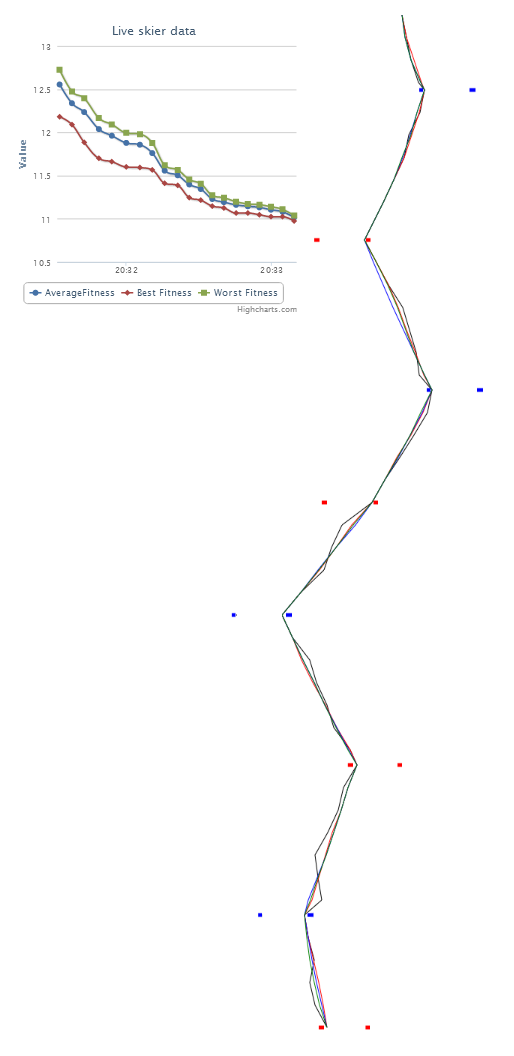 Live skier data
Value
13
12.5
12
11.5
11
10.5
20:32
20:33
AverageFitness
Best Fitness
Worst Fitness
Highcharts.com